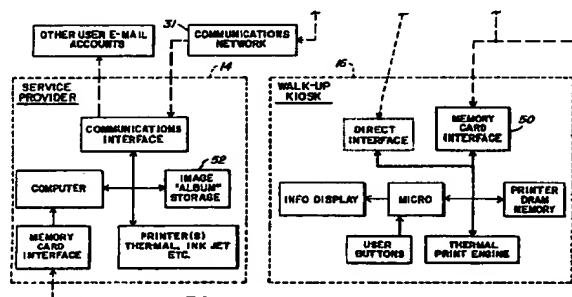 31
OTHER USER E-MAIL
ACCOUNTS
COMMUNICATIONS
NETWORK
14
SERVICE
PROVIDER
COMMUNICATIONS
INTERFACE
52
COMPUTER
IMAGE
"ALBUM"
STORAGE
MEMORY
CARD
INTERFACE
PRINTER(S)
THERMAL, INK JET
ETC.
16
WALK-UP
KIOSK
DIRECT
INTERFACE
MEMORY
CARD
INTERFACE
50
INFO DISPLAY
MICRO
PRINTER
DRAM
MEMORY
USER
BUTTONS
THERMAL
PRINT ENGINE